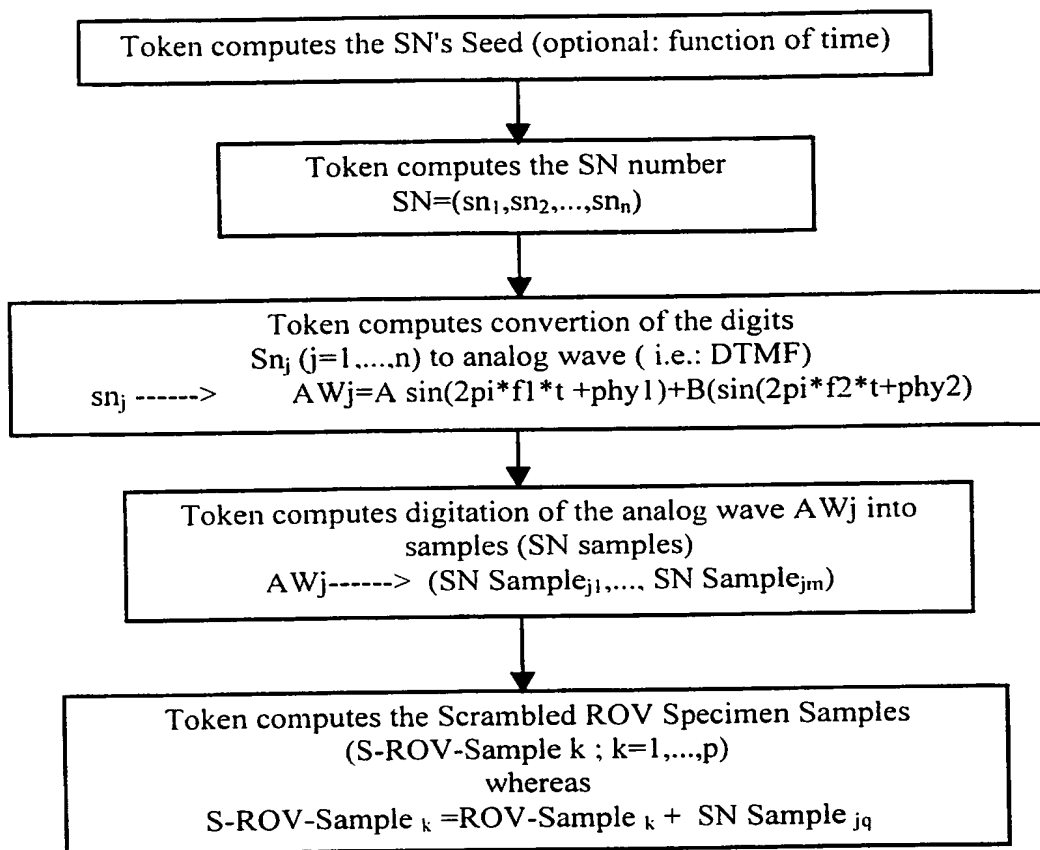 Token computes the SN's Seed (optional: function of time)
Token computes the SN number
SN=(sn₁,sn₂,...,snₙ)
Token computes convertion of the digits
Snⱼ (j=1,...,n) to analog wave ( i.e.: DTMF)
snⱼ ------> AWj=A sin(2pi*f1*t +phy1)+B(sin(2pi*f2*t+phy2)
Token computes digitation of the analog wave AWj into
samples (SN samples)
AWj------> (SN Sampleⱼ₁,..., SN Sampleⱼₘ)
Token computes the Scrambled ROV Specimen Samples
(S-ROV-Sample k ; k=1,...,p)
whereas
S-ROV-Sample ₖ =ROV-Sample ₖ + SN Sample jq